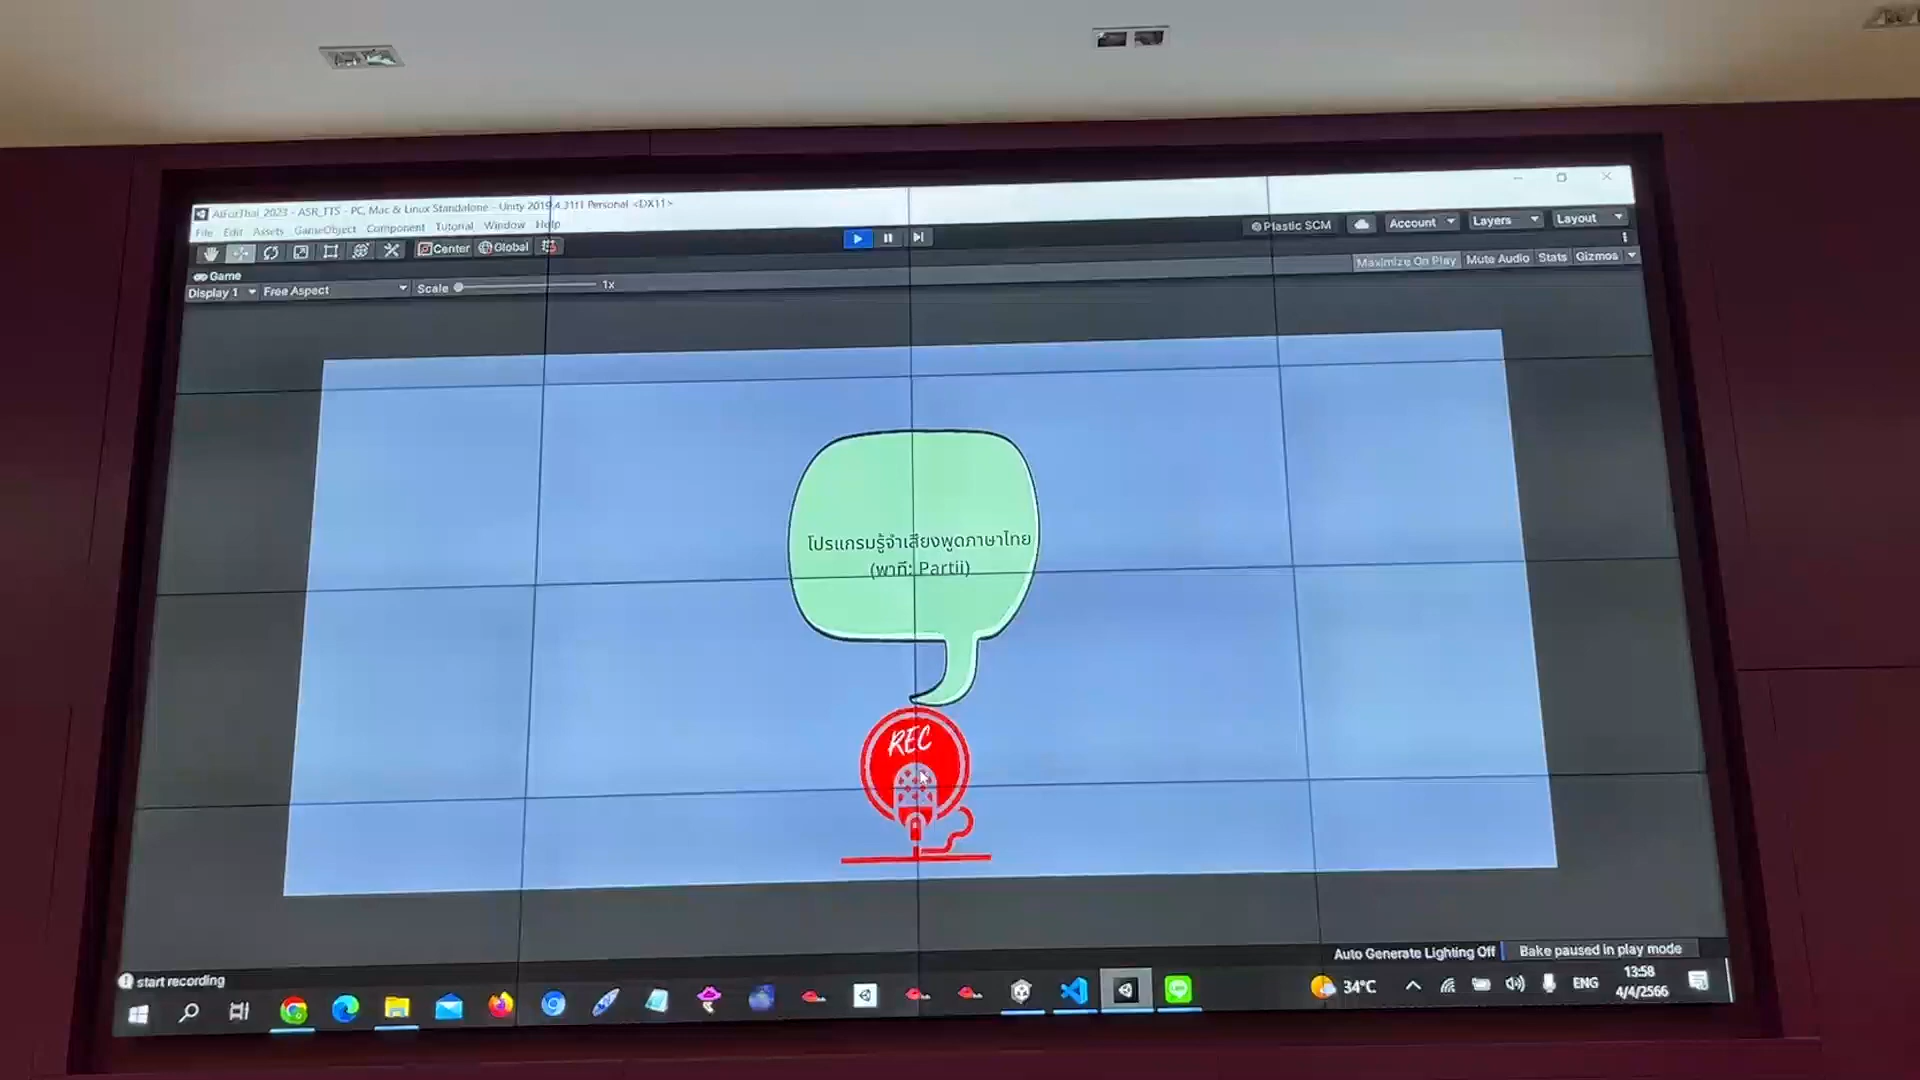 AiForThai_2023 - ASR_TTS - PC, Mac & Linux Standalone - Unity 2019.4.31f1 Personal <DX11>
File Edit Assets GameObject Component Tutorial Window Help
Center Global
Plastic SCM Account Layers Layout
Game
Display 1 Free Aspect Scale 1x
Maximize On Play Mute Audio Stats Gizmos
โปรแกรมรู้จำเสียงพูดภาษาไทย
(พาที: Partii)
REC
Auto Generate Lighting Off Bake paused in play mode
start recording
34°C ENG 13:58
4/4/2566